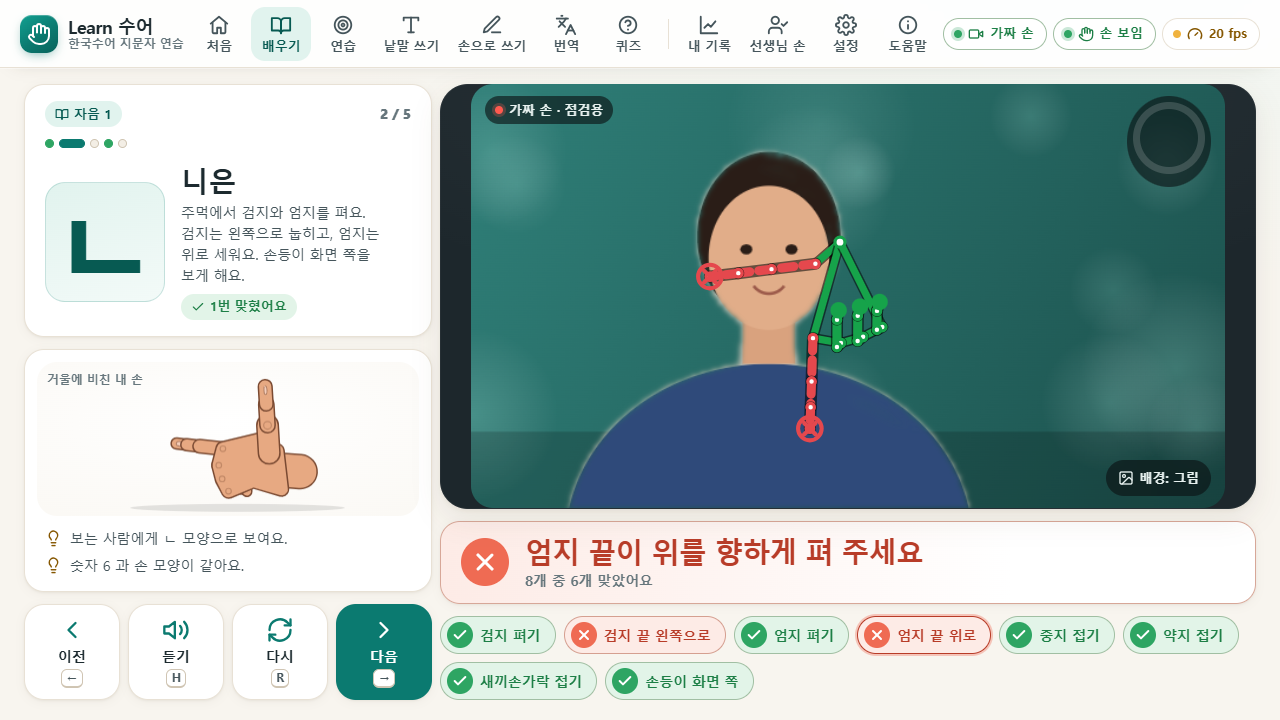 Learn 수어
한국수어 지문자 연습
처음
배우기
연습
낱말 쓰기
손으로 쓰기
번역
퀴즈
내 기록
선생님 손
설정
도움말
가짜 손
손 보임
20 fps
자음 1
2 / 5
ㄴ
니은
주먹에서 검지와 엄지를 펴요.
검지는 왼쪽으로 눕히고, 엄지는
위로 세워요. 손등이 화면 쪽을
보게 해요.
1번 맞혔어요
거울에 비친 내 손
보는 사람에게 ㄴ 모양으로 보여요.
숫자 6 과 손 모양이 같아요.
이전
←
듣기
H
다시
R
다음
→
가짜 손 · 점검용
배경: 그림
엄지 끝이 위를 향하게 펴 주세요
8개 중 6개 맞았어요
검지 펴기
검지 끝 왼쪽으로
엄지 펴기
엄지 끝 위로
중지 접기
약지 접기
새끼손가락 접기
손등이 화면 쪽